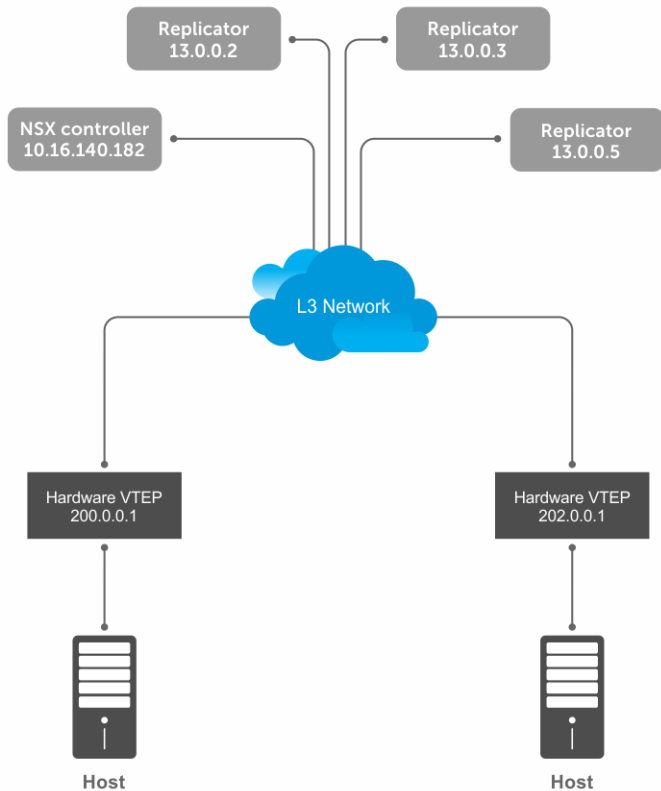 Replicator
13.0.0.2
Replicator
13.0.0.3
NSX controller
10.16.140.182
Replicator
13.0.0.5
L3 Network
Hardware VTEP
200.0.0.1
Hardware VTEP
202.0.0.1
Host
Host